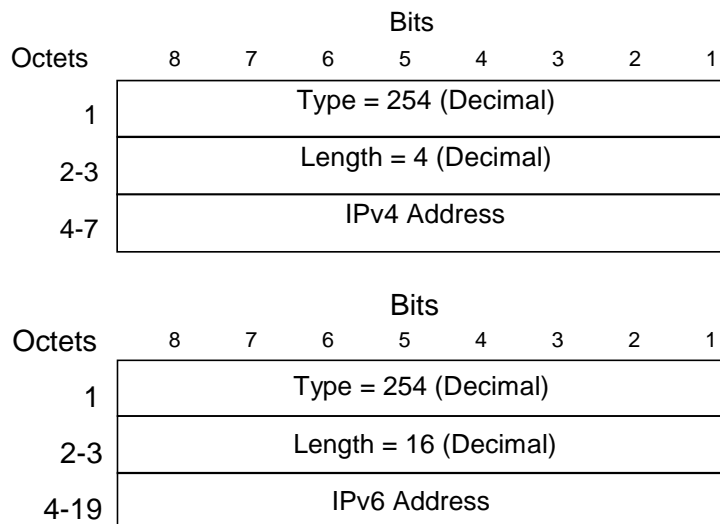 Bits
Octets 8 7 6 5 4 3 2 1
1 Type = 254 (Decimal)
2-3 Length = 4 (Decimal)
4-7 IPv4 Address
Bits
Octets 8 7 6 5 4 3 2 1
1 Type = 254 (Decimal)
2-3 Length = 16 (Decimal)
4-19 IPv6 Address